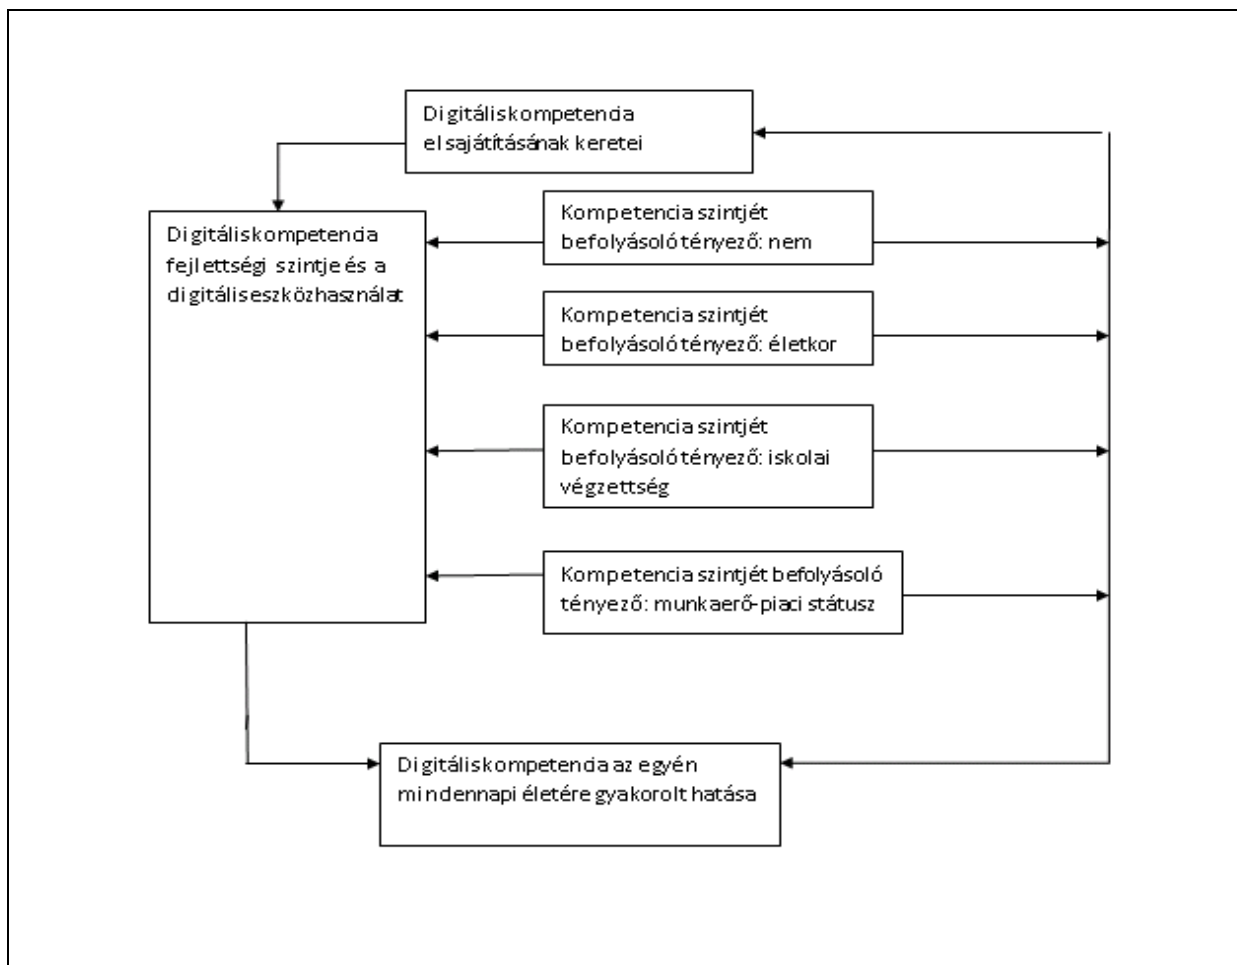 Digitáliskompetencia
elsajátításának keretei
Kompetencia szintjét
befolyásoló tényező: nem
Digitáliskompetencia
fejlettségi szintje és a
digitáliseszközhasználat
Kompetencia szintjét
befolyásoló tényező: életkor
Kompetencia szintjét
befolyásoló tényező: iskolai
végzettség
Kompetencia szintjét befolyásoló
tényező: munkaerő-piaci státusz
Digitáliskompetencia az egyén
mindennapi életére gyakorolt hatása